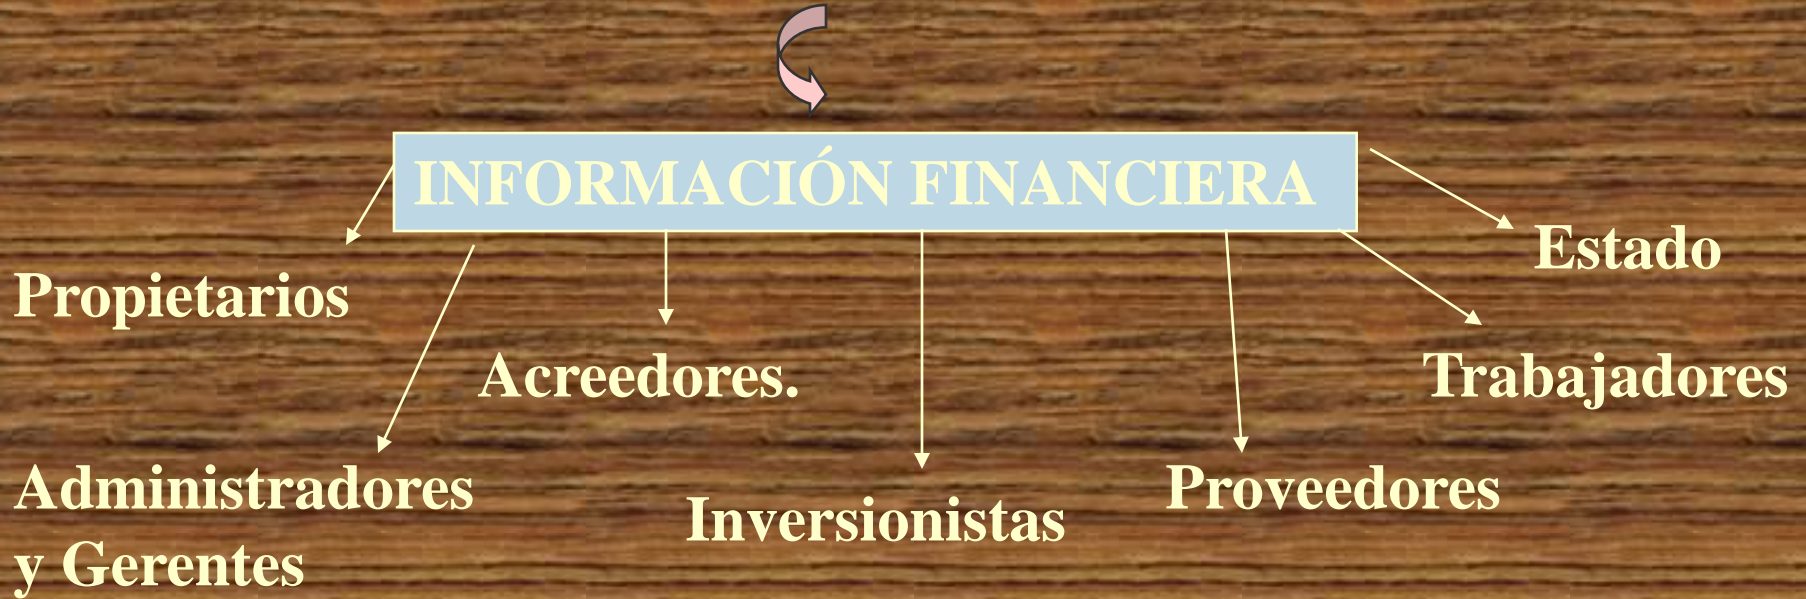 INFORMACIÓN FINANCIERA
Estado
Propietarios
Acreedores.
Trabajadores
Administradores
y Gerentes
Inversionistas
Proveedores